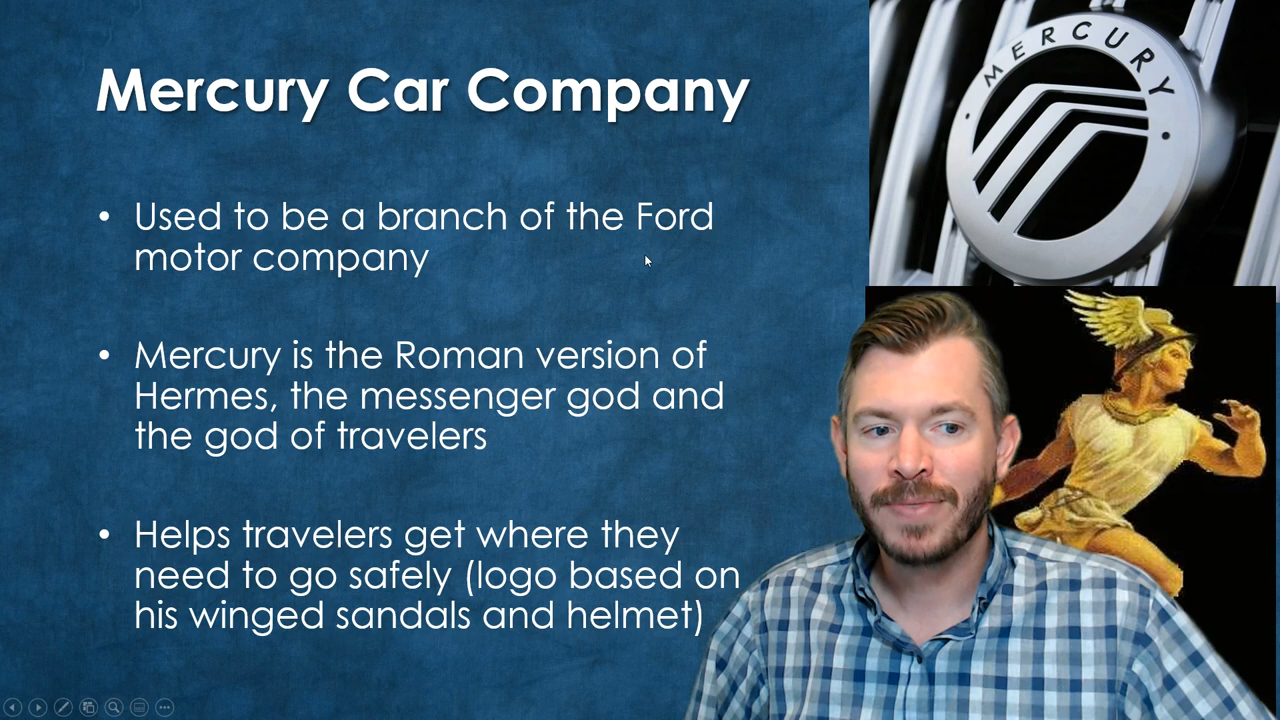 Mercury Car Company
MERCURY
• Used to be a branch of the Ford
motor company
• Mercury is the Roman version of
Hermes, the messenger god and
the god of travelers
• Helps travelers get where they
need to go safely (logo based on
his winged sandals and helmet)